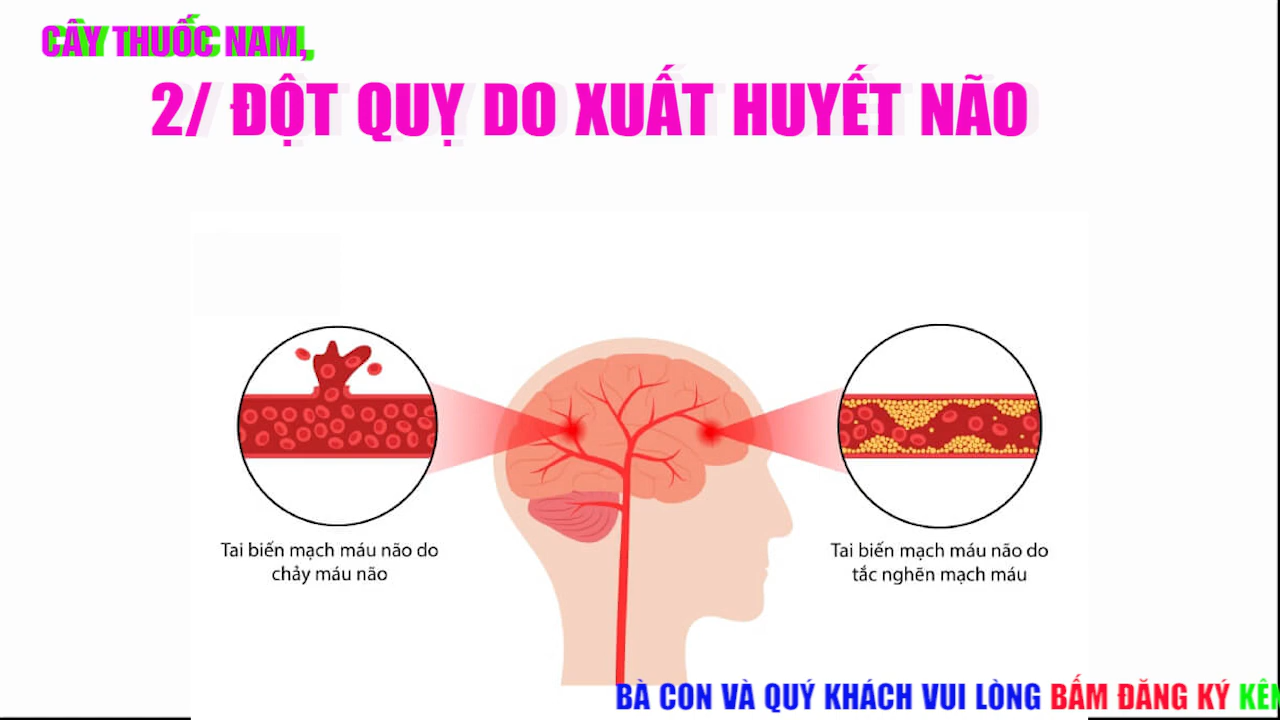 CÂY THUỐC NAM,
2/ ĐỘT QUỴ DO XUẤT HUYẾT NÃO
Tai biến mạch máu não do
chảy máu não
Tai biến mạch máu não do
tắc nghẽn mạch máu
BÀ CON VÀ QUÝ KHÁCH VUI LÒNG BẤM ĐĂNG KÝ